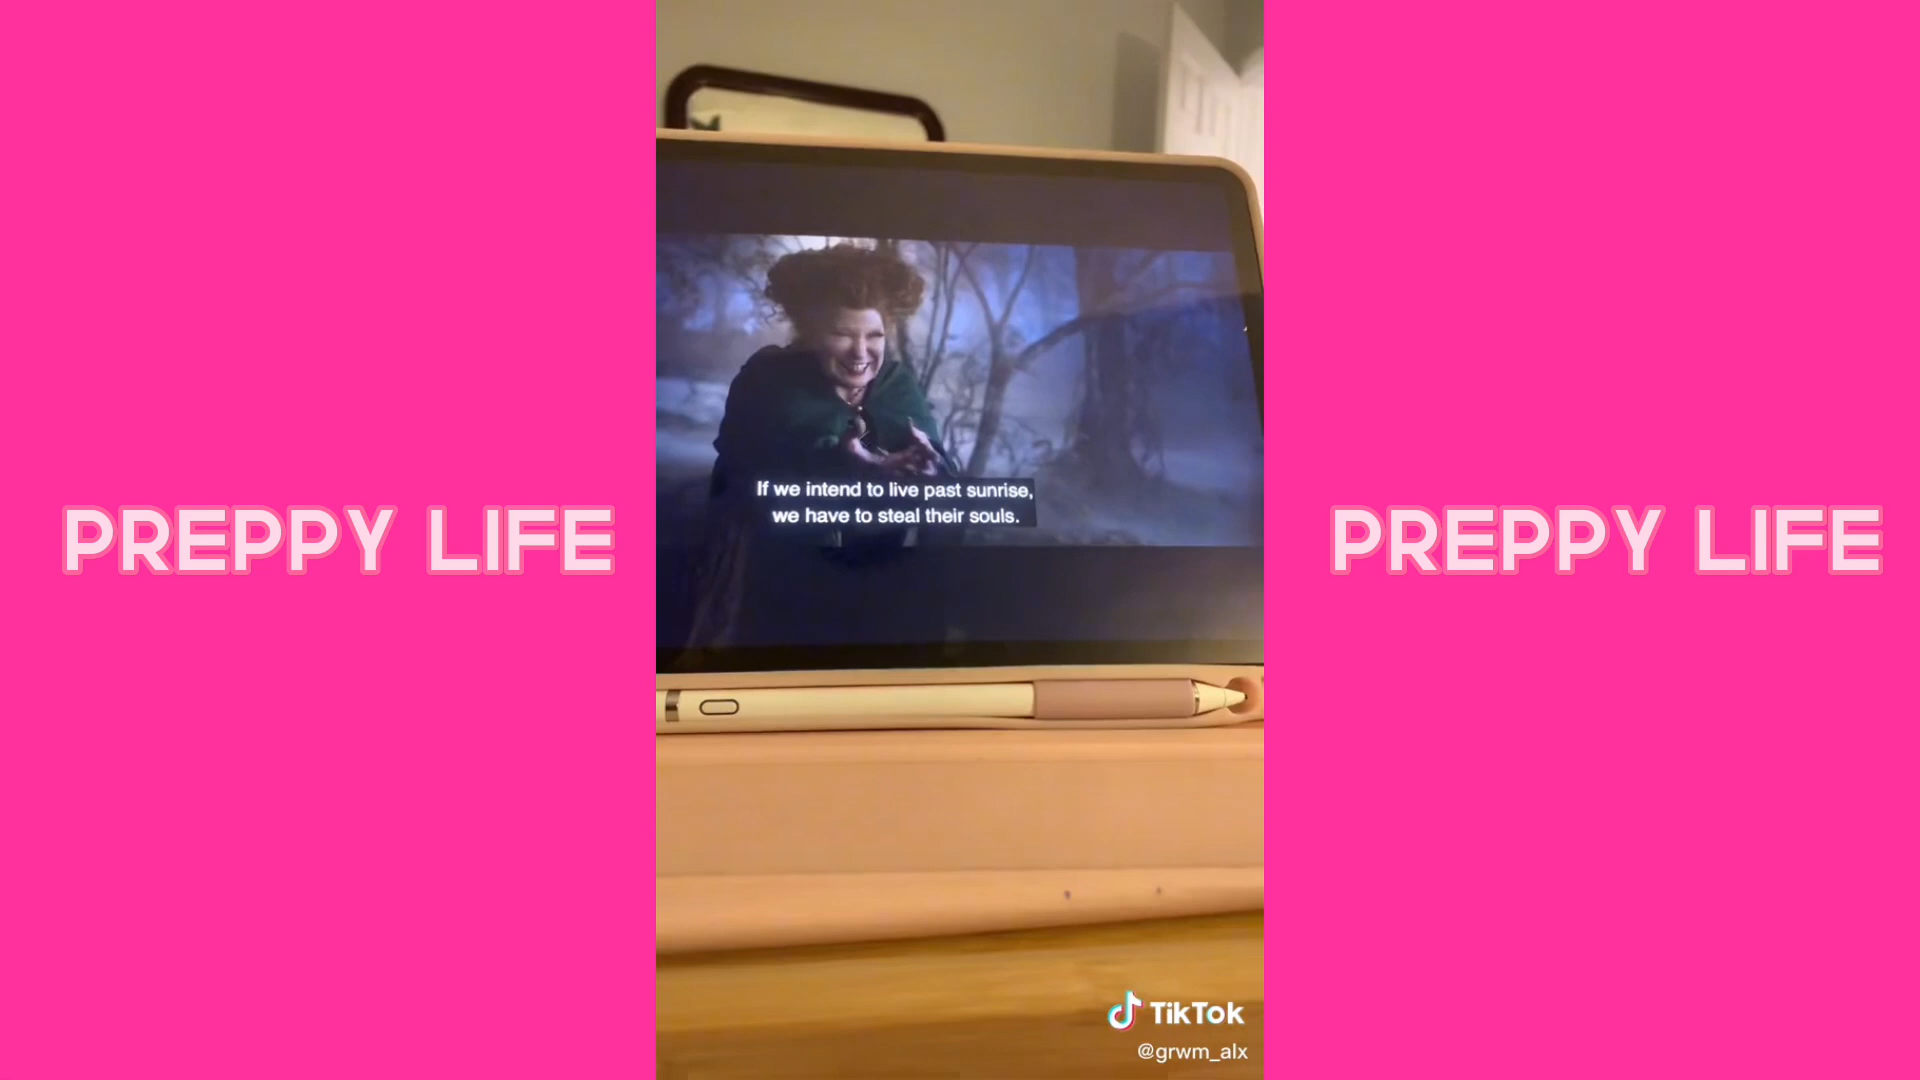 PREPPY LIFE
If we intend to live past sunrise,
we have to steal their souls.
PREPPY LIFE
TikTok
@grwm_alx